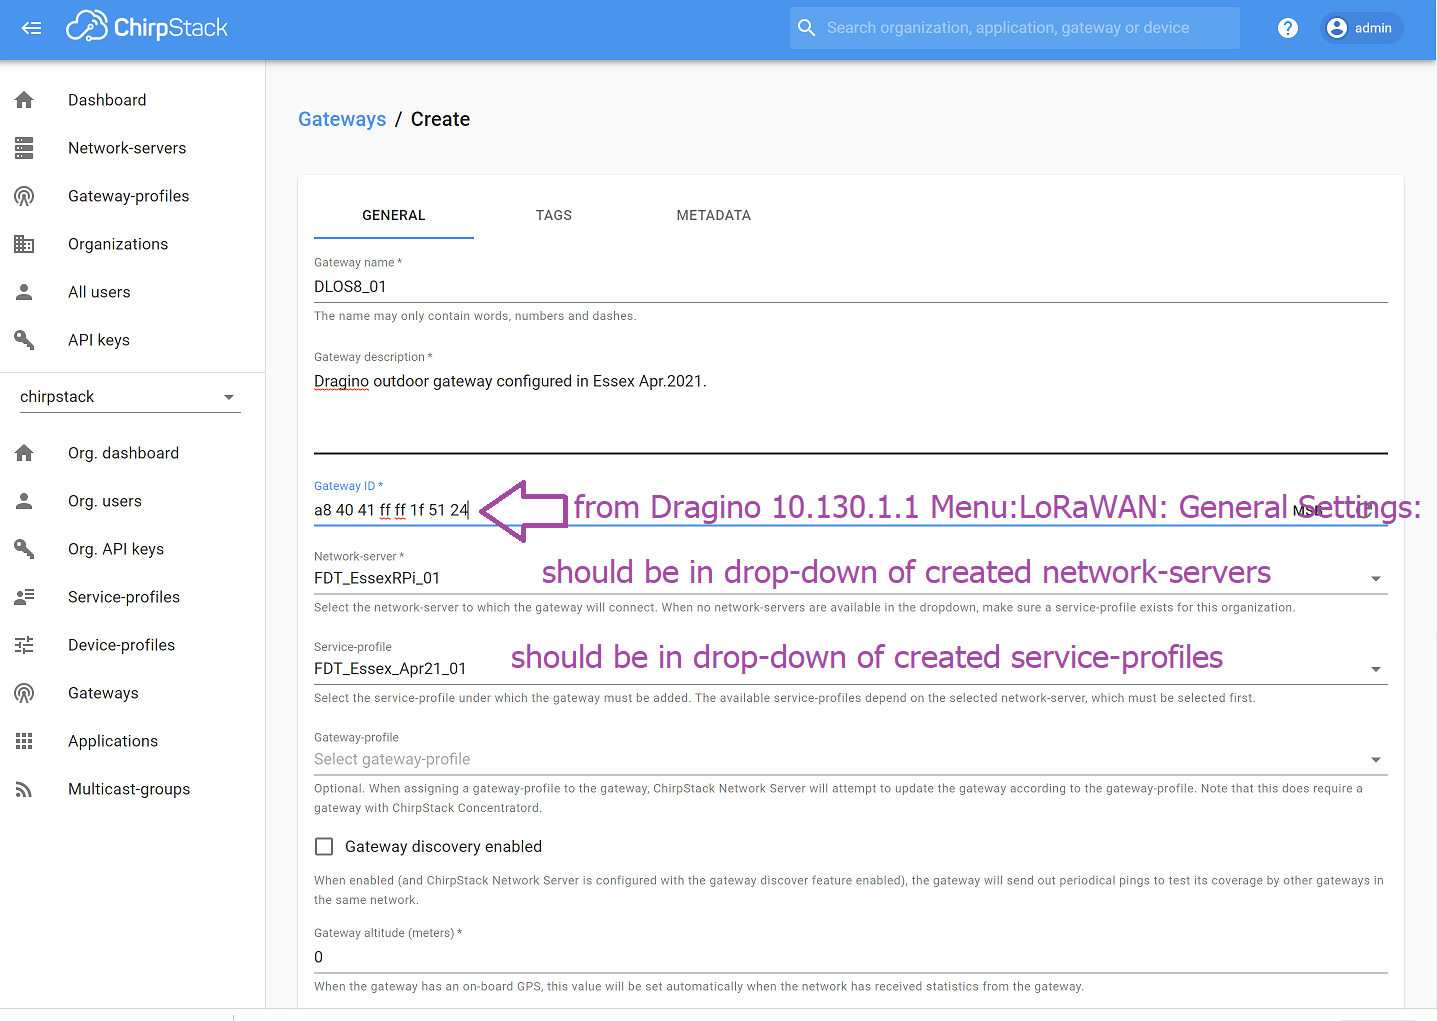 ChirpStack
Search organization, application, gateway or device
?
admin
Dashboard
Network-servers
Gateway-profiles
Organizations
All users
API keys
chirpstack
Org. dashboard
Org. users
Org. API keys
Service-profiles
Device-profiles
Gateways
Applications
Multicast-groups
Gateways / Create
GENERAL TAGS METADATA
Gateway name *
DLOS8_01
The name may only contain words, numbers and dashes.
Gateway description *
Dragino outdoor gateway configured in Essex Apr.2021.
Gateway ID *
a8 40 41 ff ff 1f 51 24
from Dragino 10.130.1.1 Menu:LoRaWAN: General Settings:
MSB
Network-server *
FDT_EssexRPi_01
should be in drop-down of created network-servers
Select the network-server to which the gateway will connect. When no network-servers are available in the dropdown, make sure a service-profile exists for this organization.
Service-profile
FDT_Essex_Apr21_01
should be in drop-down of created service-profiles
Select the service-profile under which the gateway must be added. The available service-profiles depend on the selected network-server, which must be selected first.
Gateway-profile
Select gateway-profile
Optional. When assigning a gateway-profile to the gateway, ChirpStack Network Server will attempt to update the gateway according to the gateway-profile. Note that this does require a
gateway with ChirpStack Concentratord.
Gateway discovery enabled
When enabled (and ChirpStack Network Server is configured with the gateway discover feature enabled), the gateway will send out periodical pings to test its coverage by other gateways in
the same network.
Gateway altitude (meters) *
0
When the gateway has an on-board GPS, this value will be set automatically when the network has received statistics from the gateway.